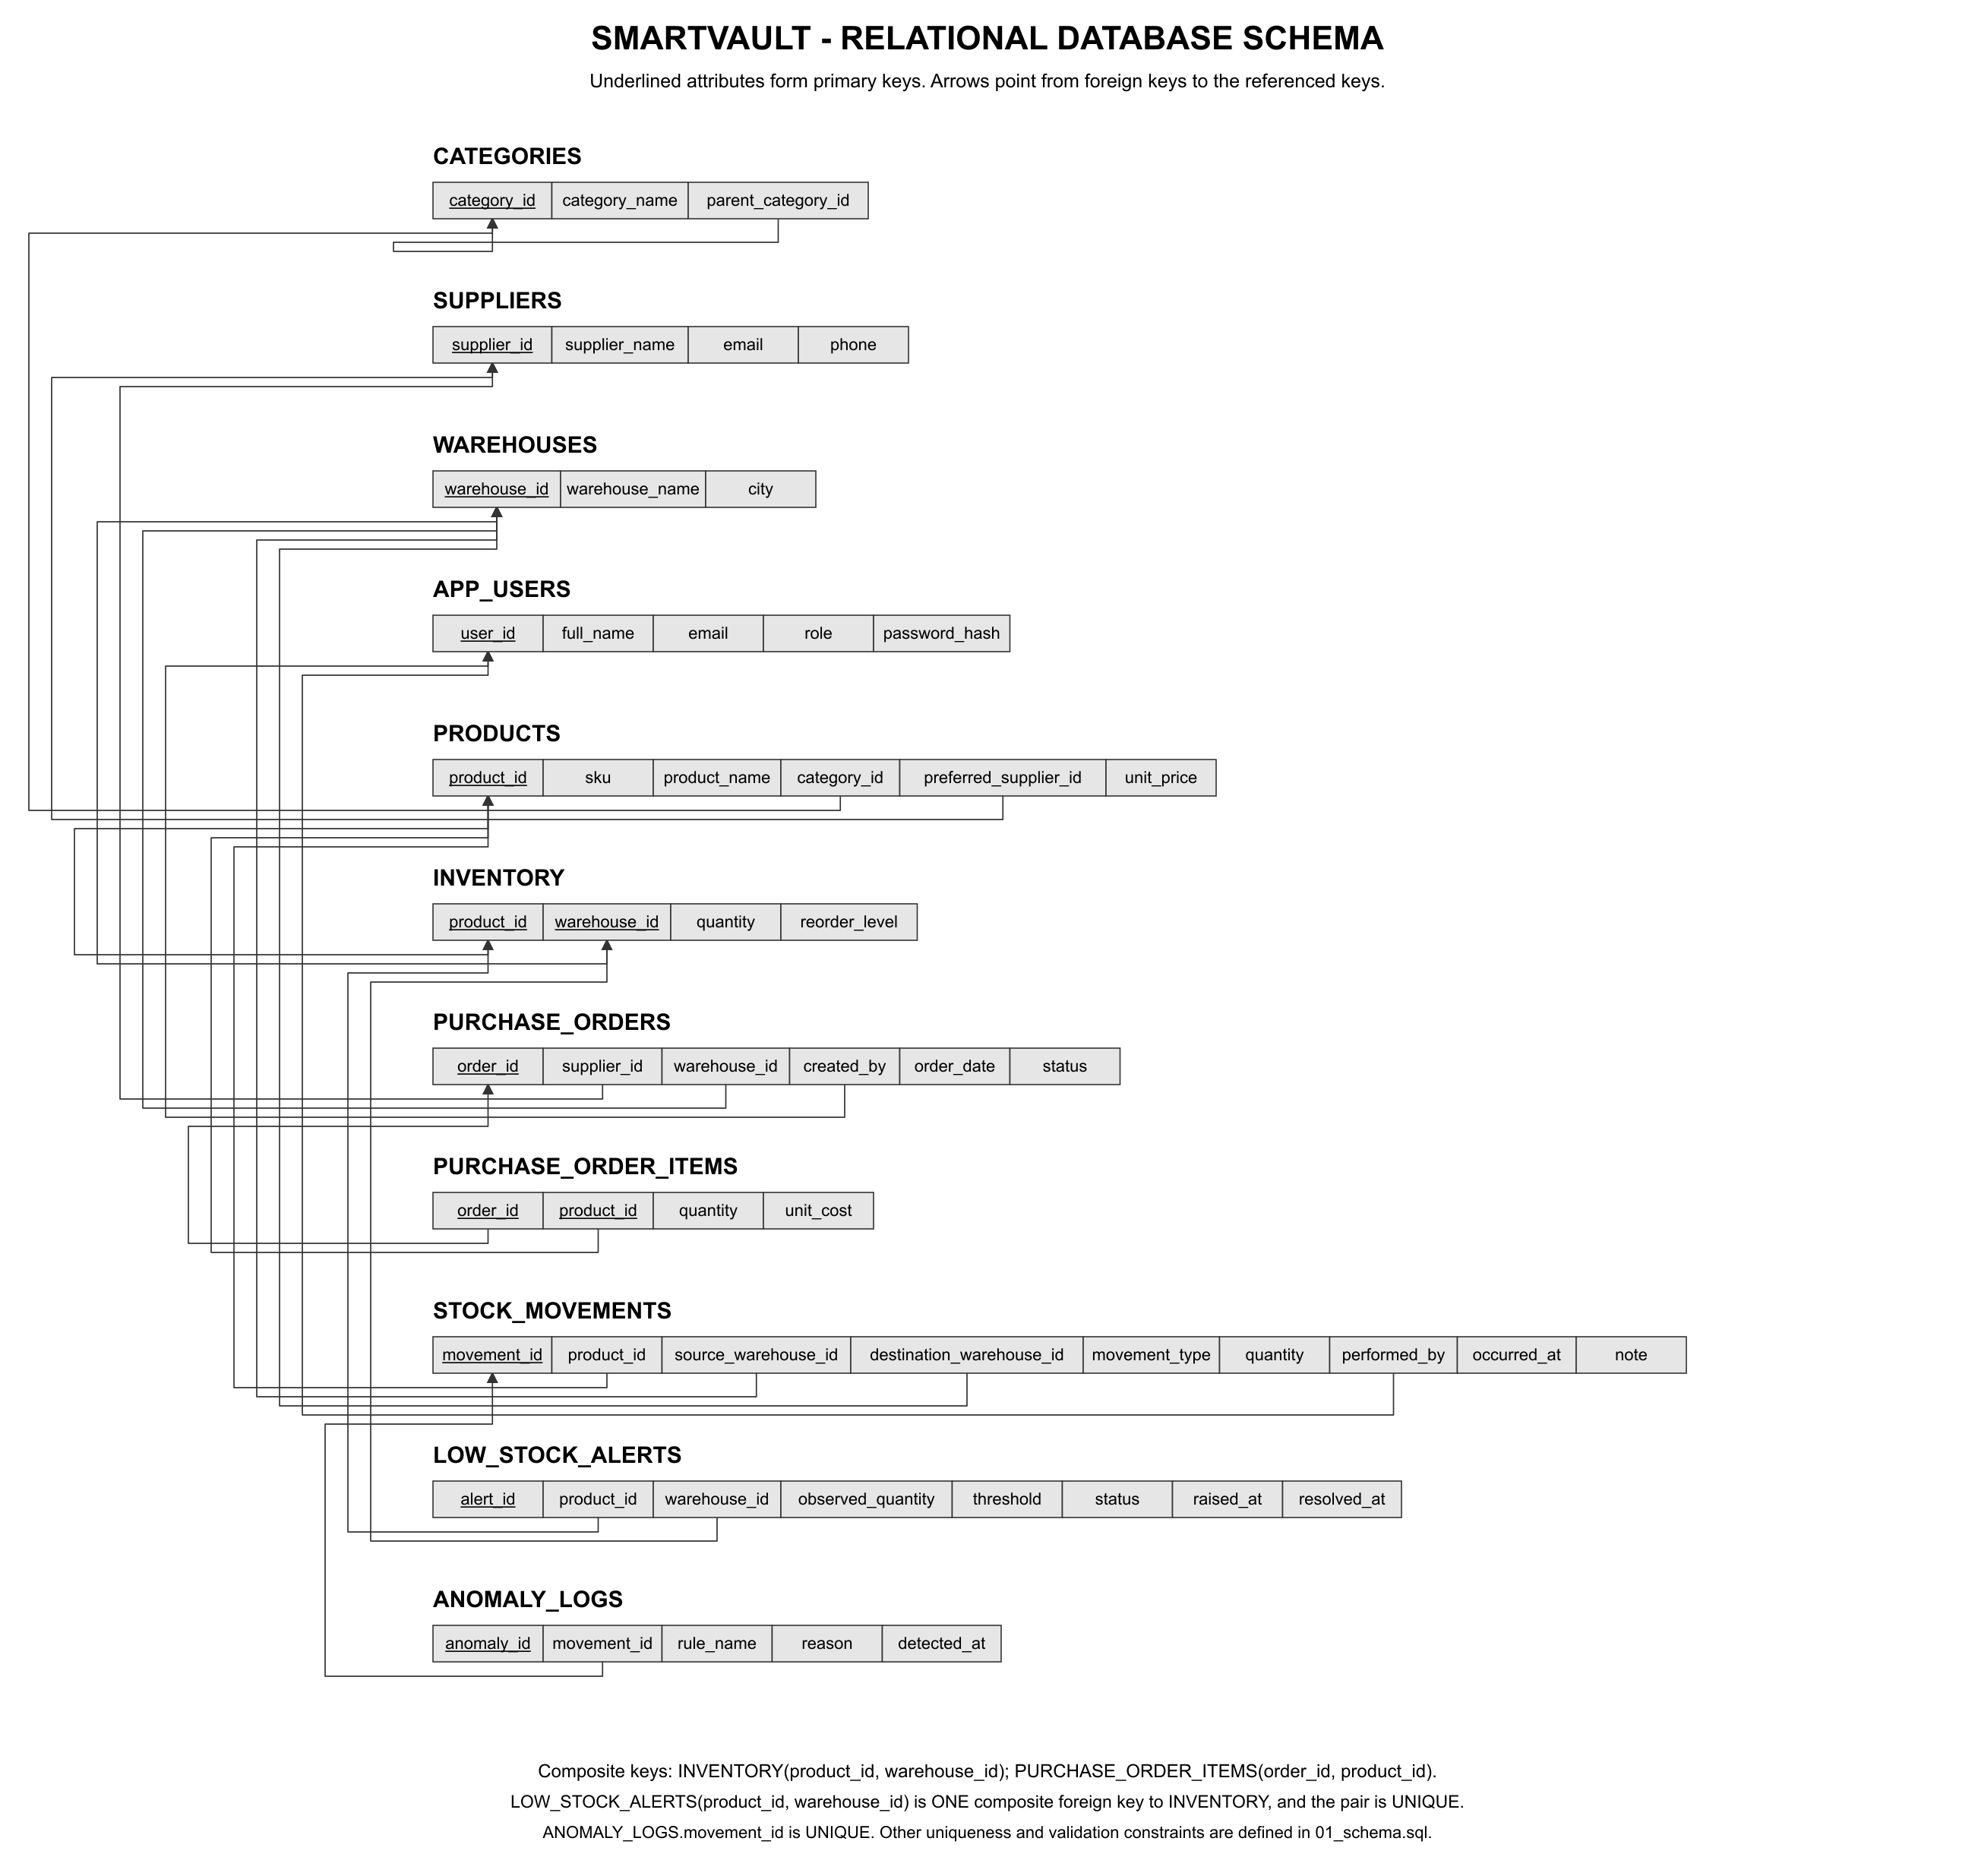 SMARTVAULT - RELATIONAL DATABASE SCHEMA
Underlined attributes form primary keys. Arrows point from foreign keys to the referenced keys.
CATEGORIES
category_id category_name parent_category_id
SUPPLIERS
supplier_id supplier_name email phone
WAREHOUSES
warehouse_id warehouse_name city
APP_USERS
user_id full_name email role password_hash
PRODUCTS
product_id sku product_name category_id preferred_supplier_id unit_price
INVENTORY
product_id warehouse_id quantity reorder_level
PURCHASE_ORDERS
order_id supplier_id warehouse_id created_by order_date status
PURCHASE_ORDER_ITEMS
order_id product_id quantity unit_cost
STOCK_MOVEMENTS
movement_id product_id source_warehouse_id destination_warehouse_id movement_type quantity performed_by occurred_at note
LOW_STOCK_ALERTS
alert_id product_id warehouse_id observed_quantity threshold status raised_at resolved_at
ANOMALY_LOGS
anomaly_id movement_id rule_name reason detected_at
Composite keys: INVENTORY(product_id, warehouse_id); PURCHASE_ORDER_ITEMS(order_id, product_id).
LOW_STOCK_ALERTS(product_id, warehouse_id) is ONE composite foreign key to INVENTORY, and the pair is UNIQUE.
ANOMALY_LOGS.movement_id is UNIQUE. Other uniqueness and validation constraints are defined in 01_schema.sql.